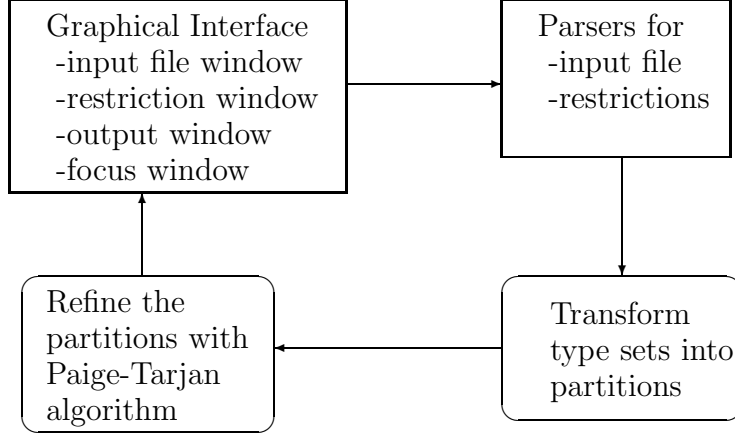 Graphical Interface
-input file window
-restriction window
-output window
-focus window
Parsers for
-input file
-restrictions
Refine the
partitions with
Paige-Tarjan
algorithm
Transform
type sets into
partitions